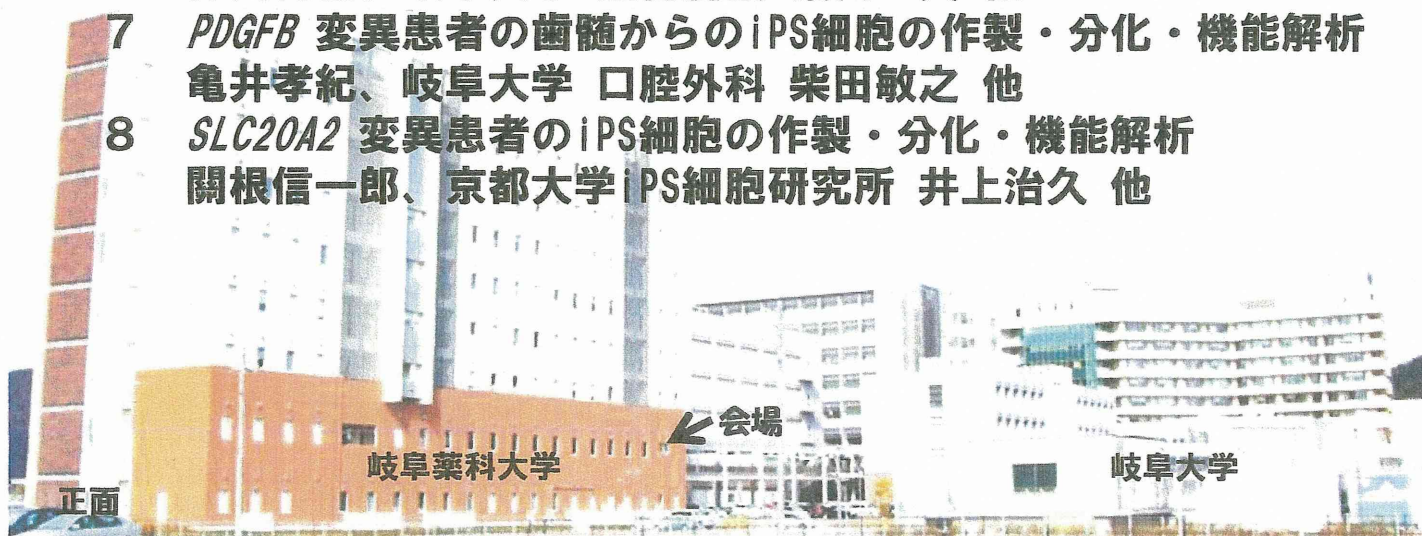 7 PDGFB 変異患者の歯髄からのiPS細胞の作製・分化・機能解析
亀井孝紀、岐阜大学 口腔外科 柴田敏之 他
8 SLC20A2 変異患者のiPS細胞の作製・分化・機能解析
關根信一郎、京都大学iPS細胞研究所 井上治久 他
会場
岐阜薬科大学
岐阜大学
正面